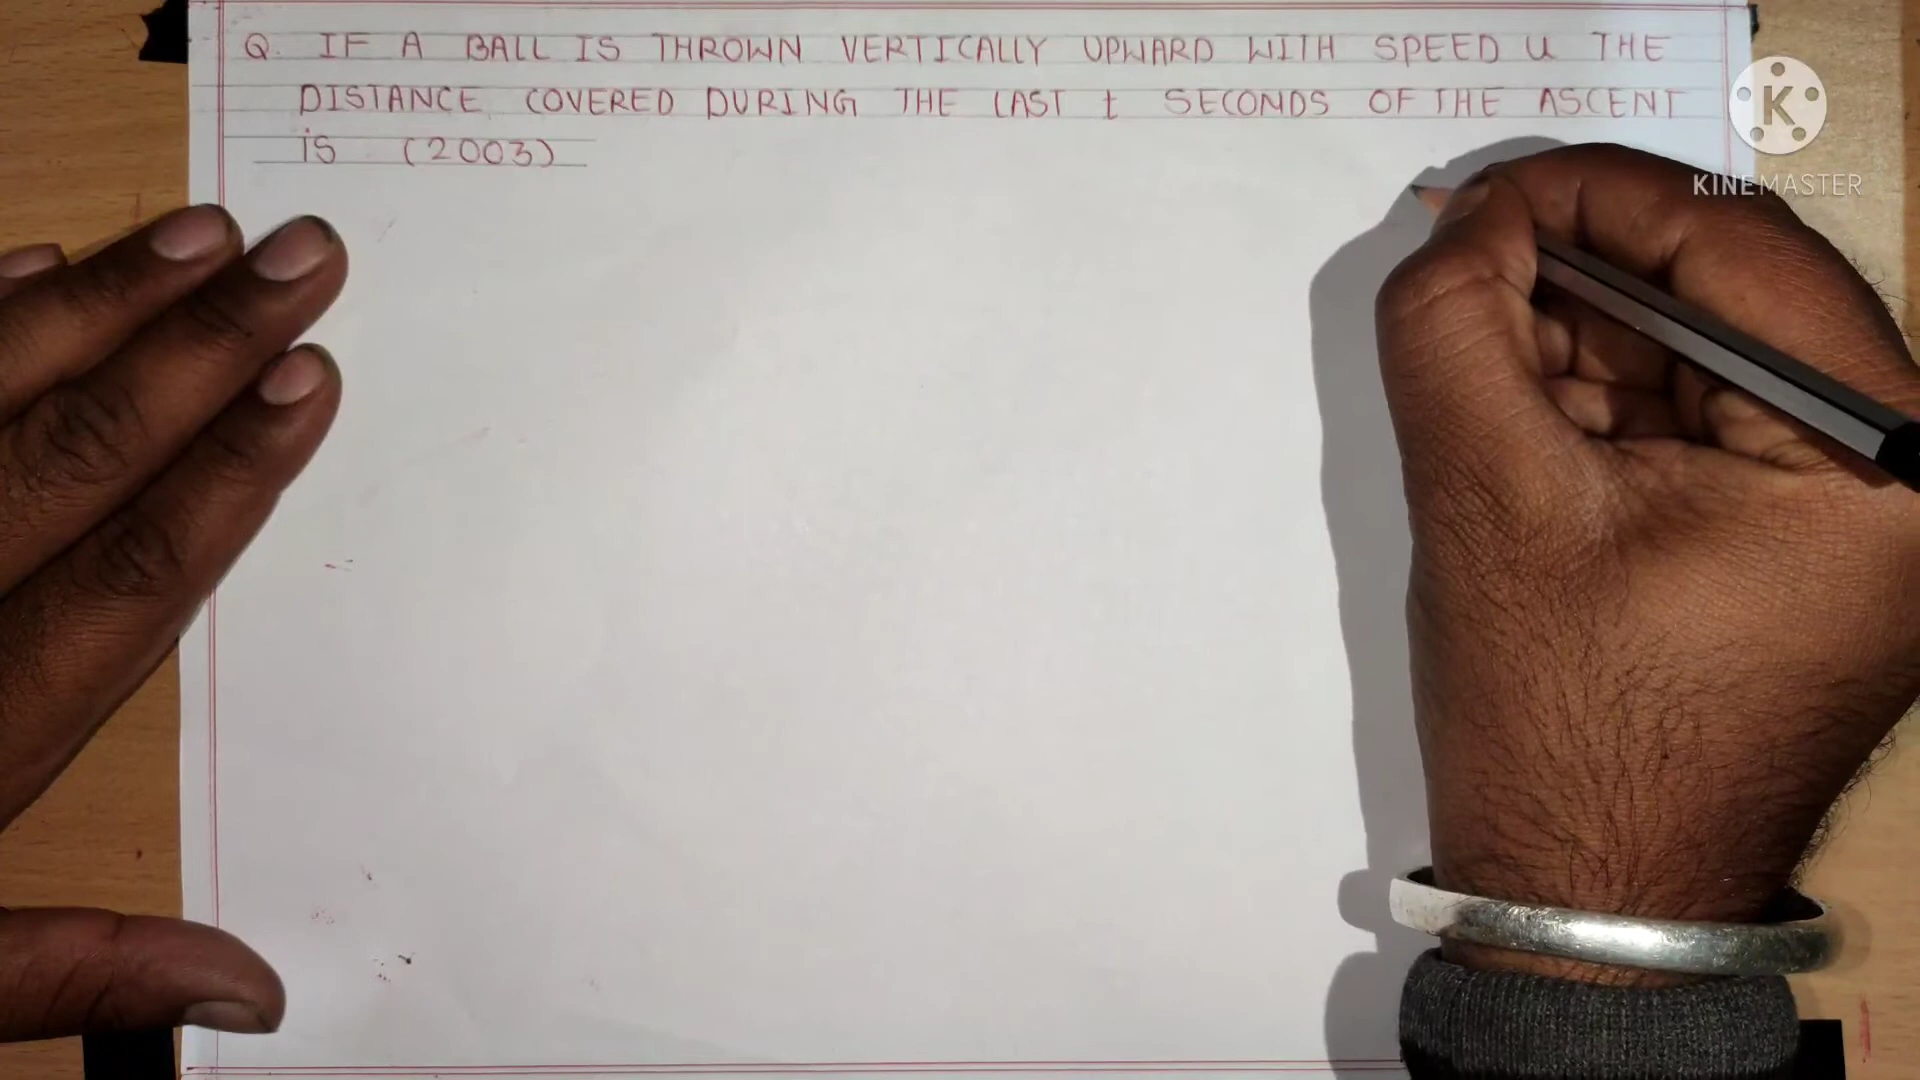 Q. IF A BALL IS THROWN VERTICALLY UPWARD WITH SPEED U THE
DISTANCE COVERED DURING THE LAST t SECONDS OF THE ASCENT
is (2003)
K
KINEMASTER